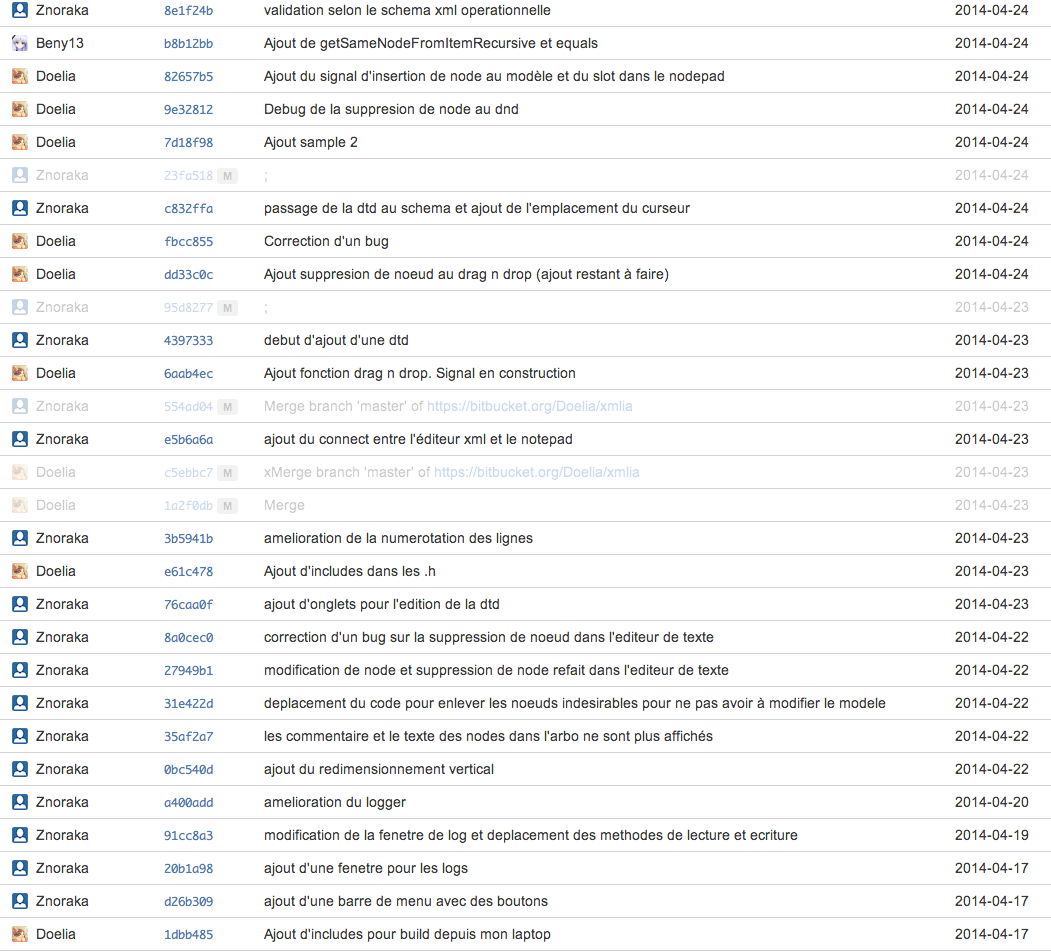 Znoraka 8e1f24b validation selon le schema xml operationnelle 2014-04-24
Beny13 b8b12bb Ajout de getSameNodeFromItemRecursive et equals 2014-04-24
Doelia 82657b5 Ajout du signal d'insertion de node au modèle et du slot dans le nodepad 2014-04-24
Doelia 9e32812 Debug de la suppresion de node au dnd 2014-04-24
Doelia 7d18f98 Ajout sample 2 2014-04-24
Znoraka 23fa518 M ; 2014-04-24
Znoraka c832ffa passage de la dtd au schema et ajout de l'emplacement du curseur 2014-04-24
Doelia fbcc855 Correction d'un bug 2014-04-24
Doelia dd33c0c Ajout suppresion de noeud au drag n drop (ajout restant à faire) 2014-04-24
Znoraka 95d8277 M ; 2014-04-23
Znoraka 4397333 debut d'ajout d'une dtd 2014-04-23
Doelia 6aab4ec Ajout fonction drag n drop. Signal en construction 2014-04-23
Znoraka 554ad04 M Merge branch 'master' of https://bitbucket.org/Doelia/xmlia 2014-04-23
Znoraka e5b6a6a ajout du connect entre l'éditeur xml et le notepad 2014-04-23
Doelia c5ebbc7 M xMerge branch 'master' of https://bitbucket.org/Doelia/xmlia 2014-04-23
Doelia 1a2f0db M Merge 2014-04-23
Znoraka 3b5941b amelioration de la numerotation des lignes 2014-04-23
Doelia e61c478 Ajout d'includes dans les .h 2014-04-23
Znoraka 76caa0f ajout d'onglets pour l'edition de la dtd 2014-04-23
Znoraka 8a0cec0 correction d'un bug sur la suppression de noeud dans l'editeur de texte 2014-04-22
Znoraka 27949b1 modification de node et suppression de node refait dans l'editeur de texte 2014-04-22
Znoraka 31e422d deplacement du code pour enlever les noeuds indesirables pour ne pas avoir à modifier le modele 2014-04-22
Znoraka 35af2a7 les commentaire et le texte des nodes dans l'arbo ne sont plus affichés 2014-04-22
Znoraka 0bc540d ajout du redimensionnement vertical 2014-04-22
Znoraka a400add amelioration du logger 2014-04-20
Znoraka 91cc8a3 modification de la fenetre de log et deplacement des methodes de lecture et ecriture 2014-04-19
Znoraka 20b1a98 ajout d'une fenetre pour les logs 2014-04-17
Znoraka d26b309 ajout d'une barre de menu avec des boutons 2014-04-17
Doelia 1dbb485 Ajout d'includes pour build depuis mon laptop 2014-04-17